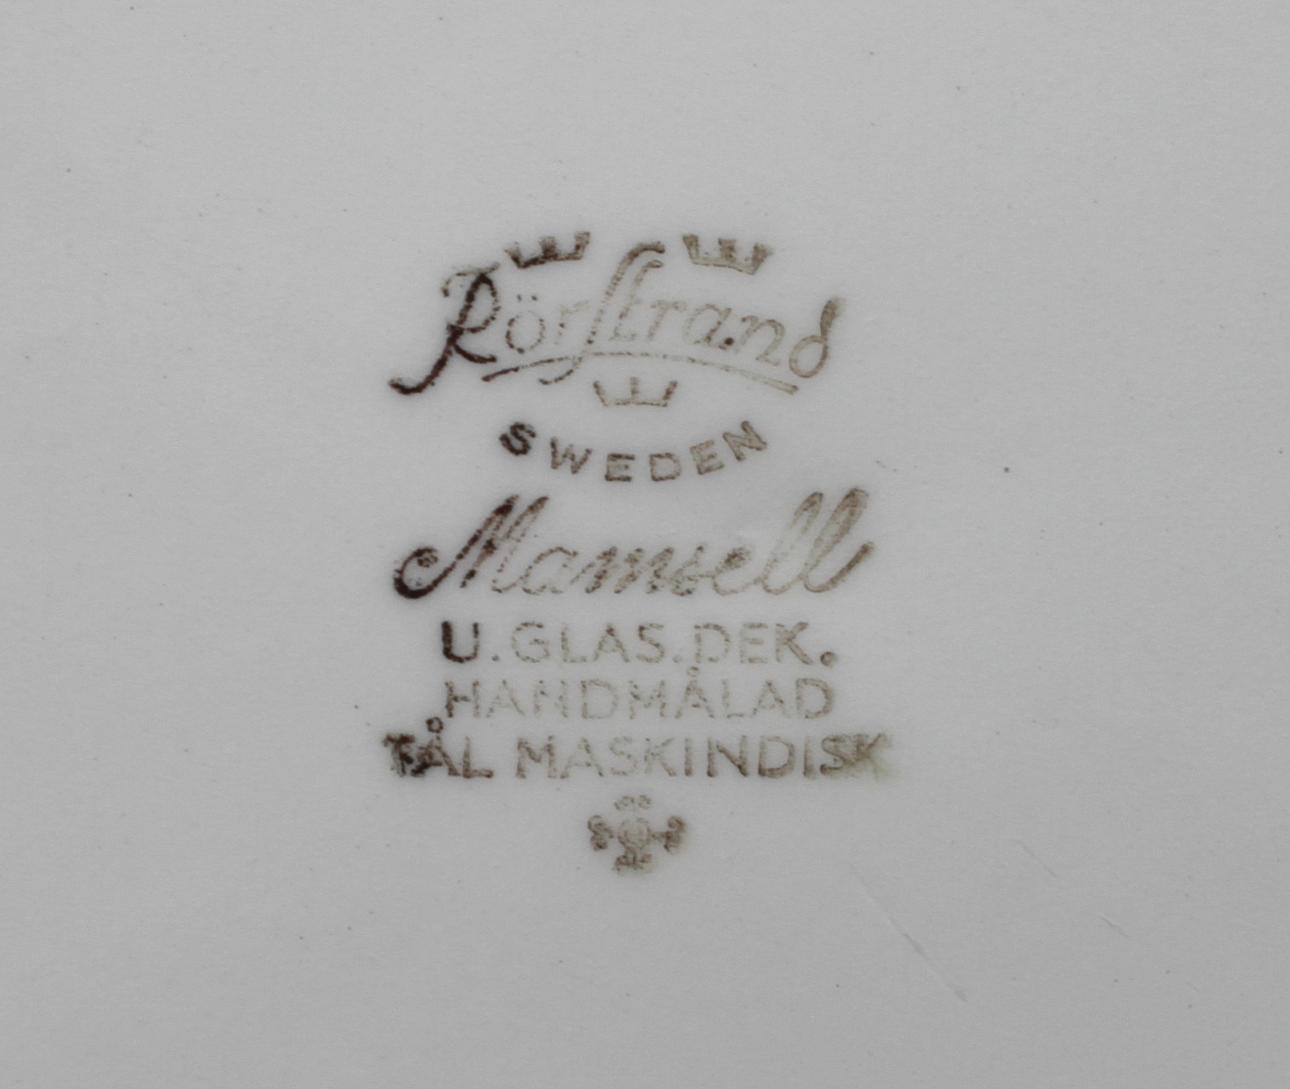 Rörstrand
SWEDEN
Mamsell
U.GLAS.DEK.
HANDMÅLAD
TÅL MASKINDISK